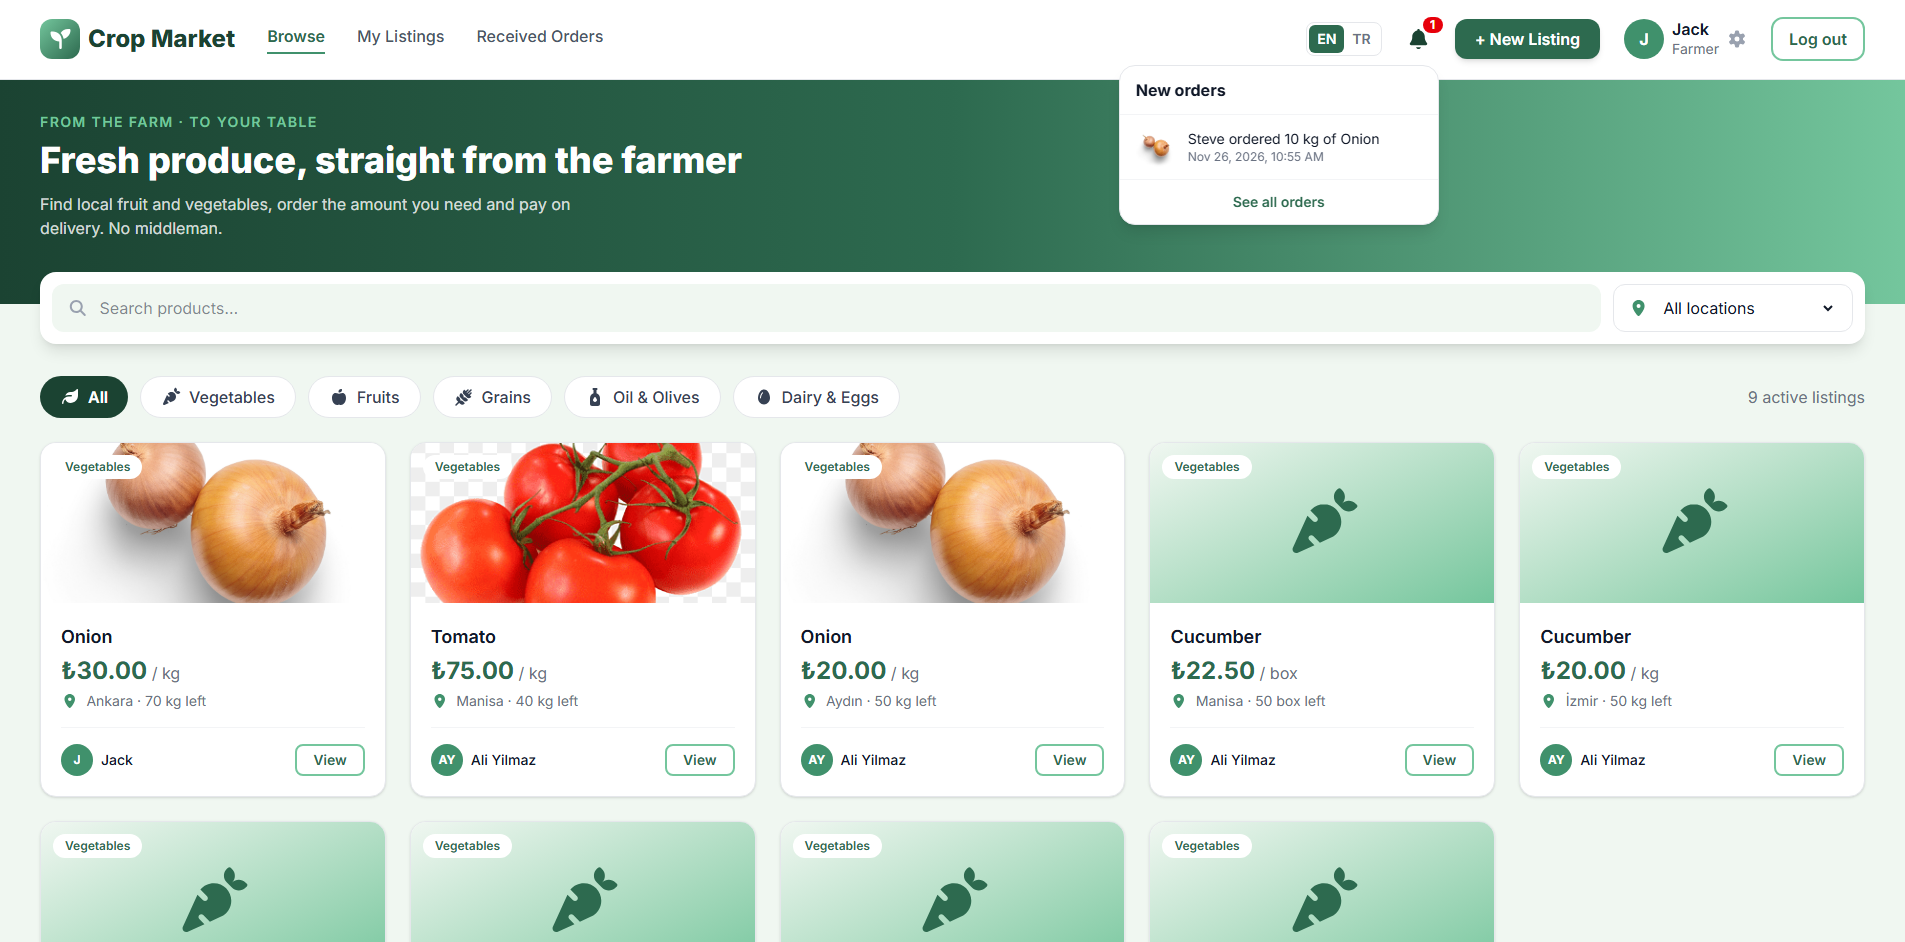 Crop Market
Browse
My Listings
Received Orders
EN
TR
1
+ New Listing
J
Jack
Farmer
Log out
New orders
Steve ordered 10 kg of Onion
Nov 26, 2026, 10:55 AM
See all orders
FROM THE FARM · TO YOUR TABLE
Fresh produce, straight from the farmer
Find local fruit and vegetables, order the amount you need and pay on
delivery. No middleman.
Search products...
All locations
All
Vegetables
Fruits
Grains
Oil & Olives
Dairy & Eggs
9 active listings
Vegetables
Onion
₺30.00 / kg
Ankara · 70 kg left
J
Jack
View
Vegetables
Tomato
₺75.00 / kg
Manisa · 40 kg left
AY
Ali Yilmaz
View
Vegetables
Onion
₺20.00 / kg
Aydın · 50 kg left
AY
Ali Yilmaz
View
Vegetables
Cucumber
₺22.50 / box
Manisa · 50 box left
AY
Ali Yilmaz
View
Vegetables
Cucumber
₺20.00 / kg
İzmir · 50 kg left
AY
Ali Yilmaz
View
Vegetables
Vegetables
Vegetables
Vegetables